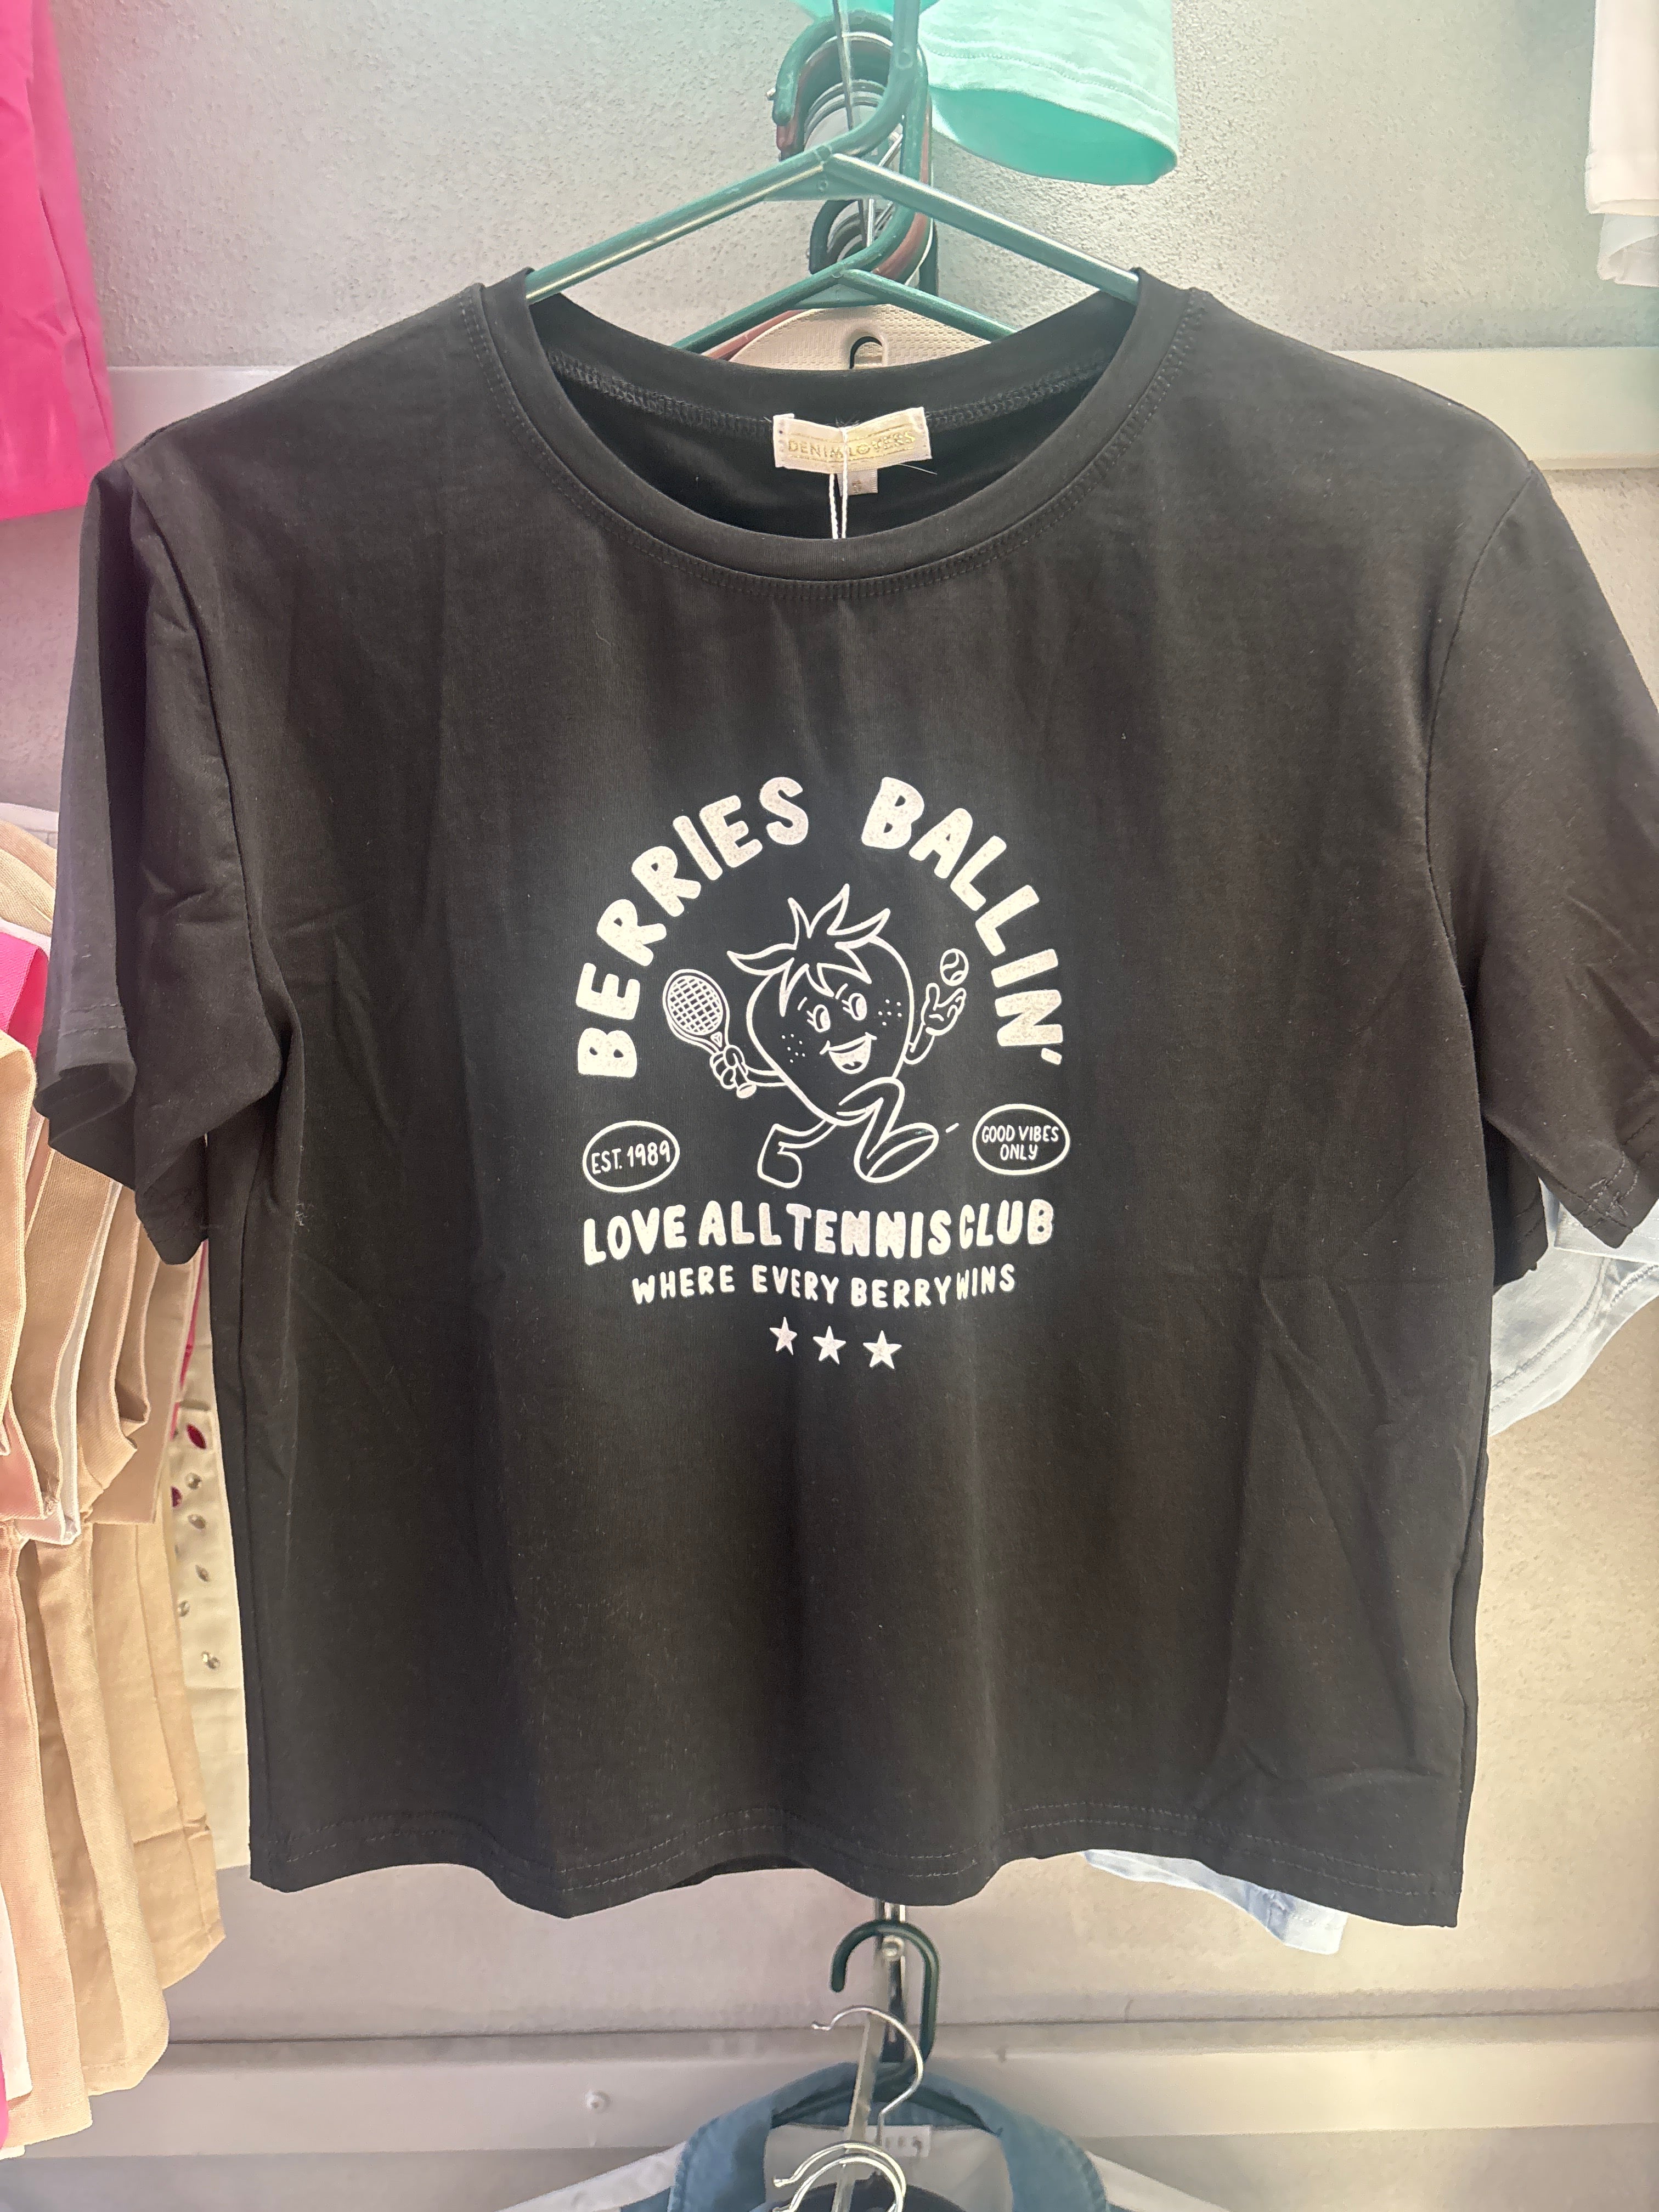 DENIM LOVERS
S
BERRIES BALLIN'
EST. 1989
GOOD VIBES
ONLY
LOVE ALL TENNIS CLUB
WHERE EVERY BERRY WINS